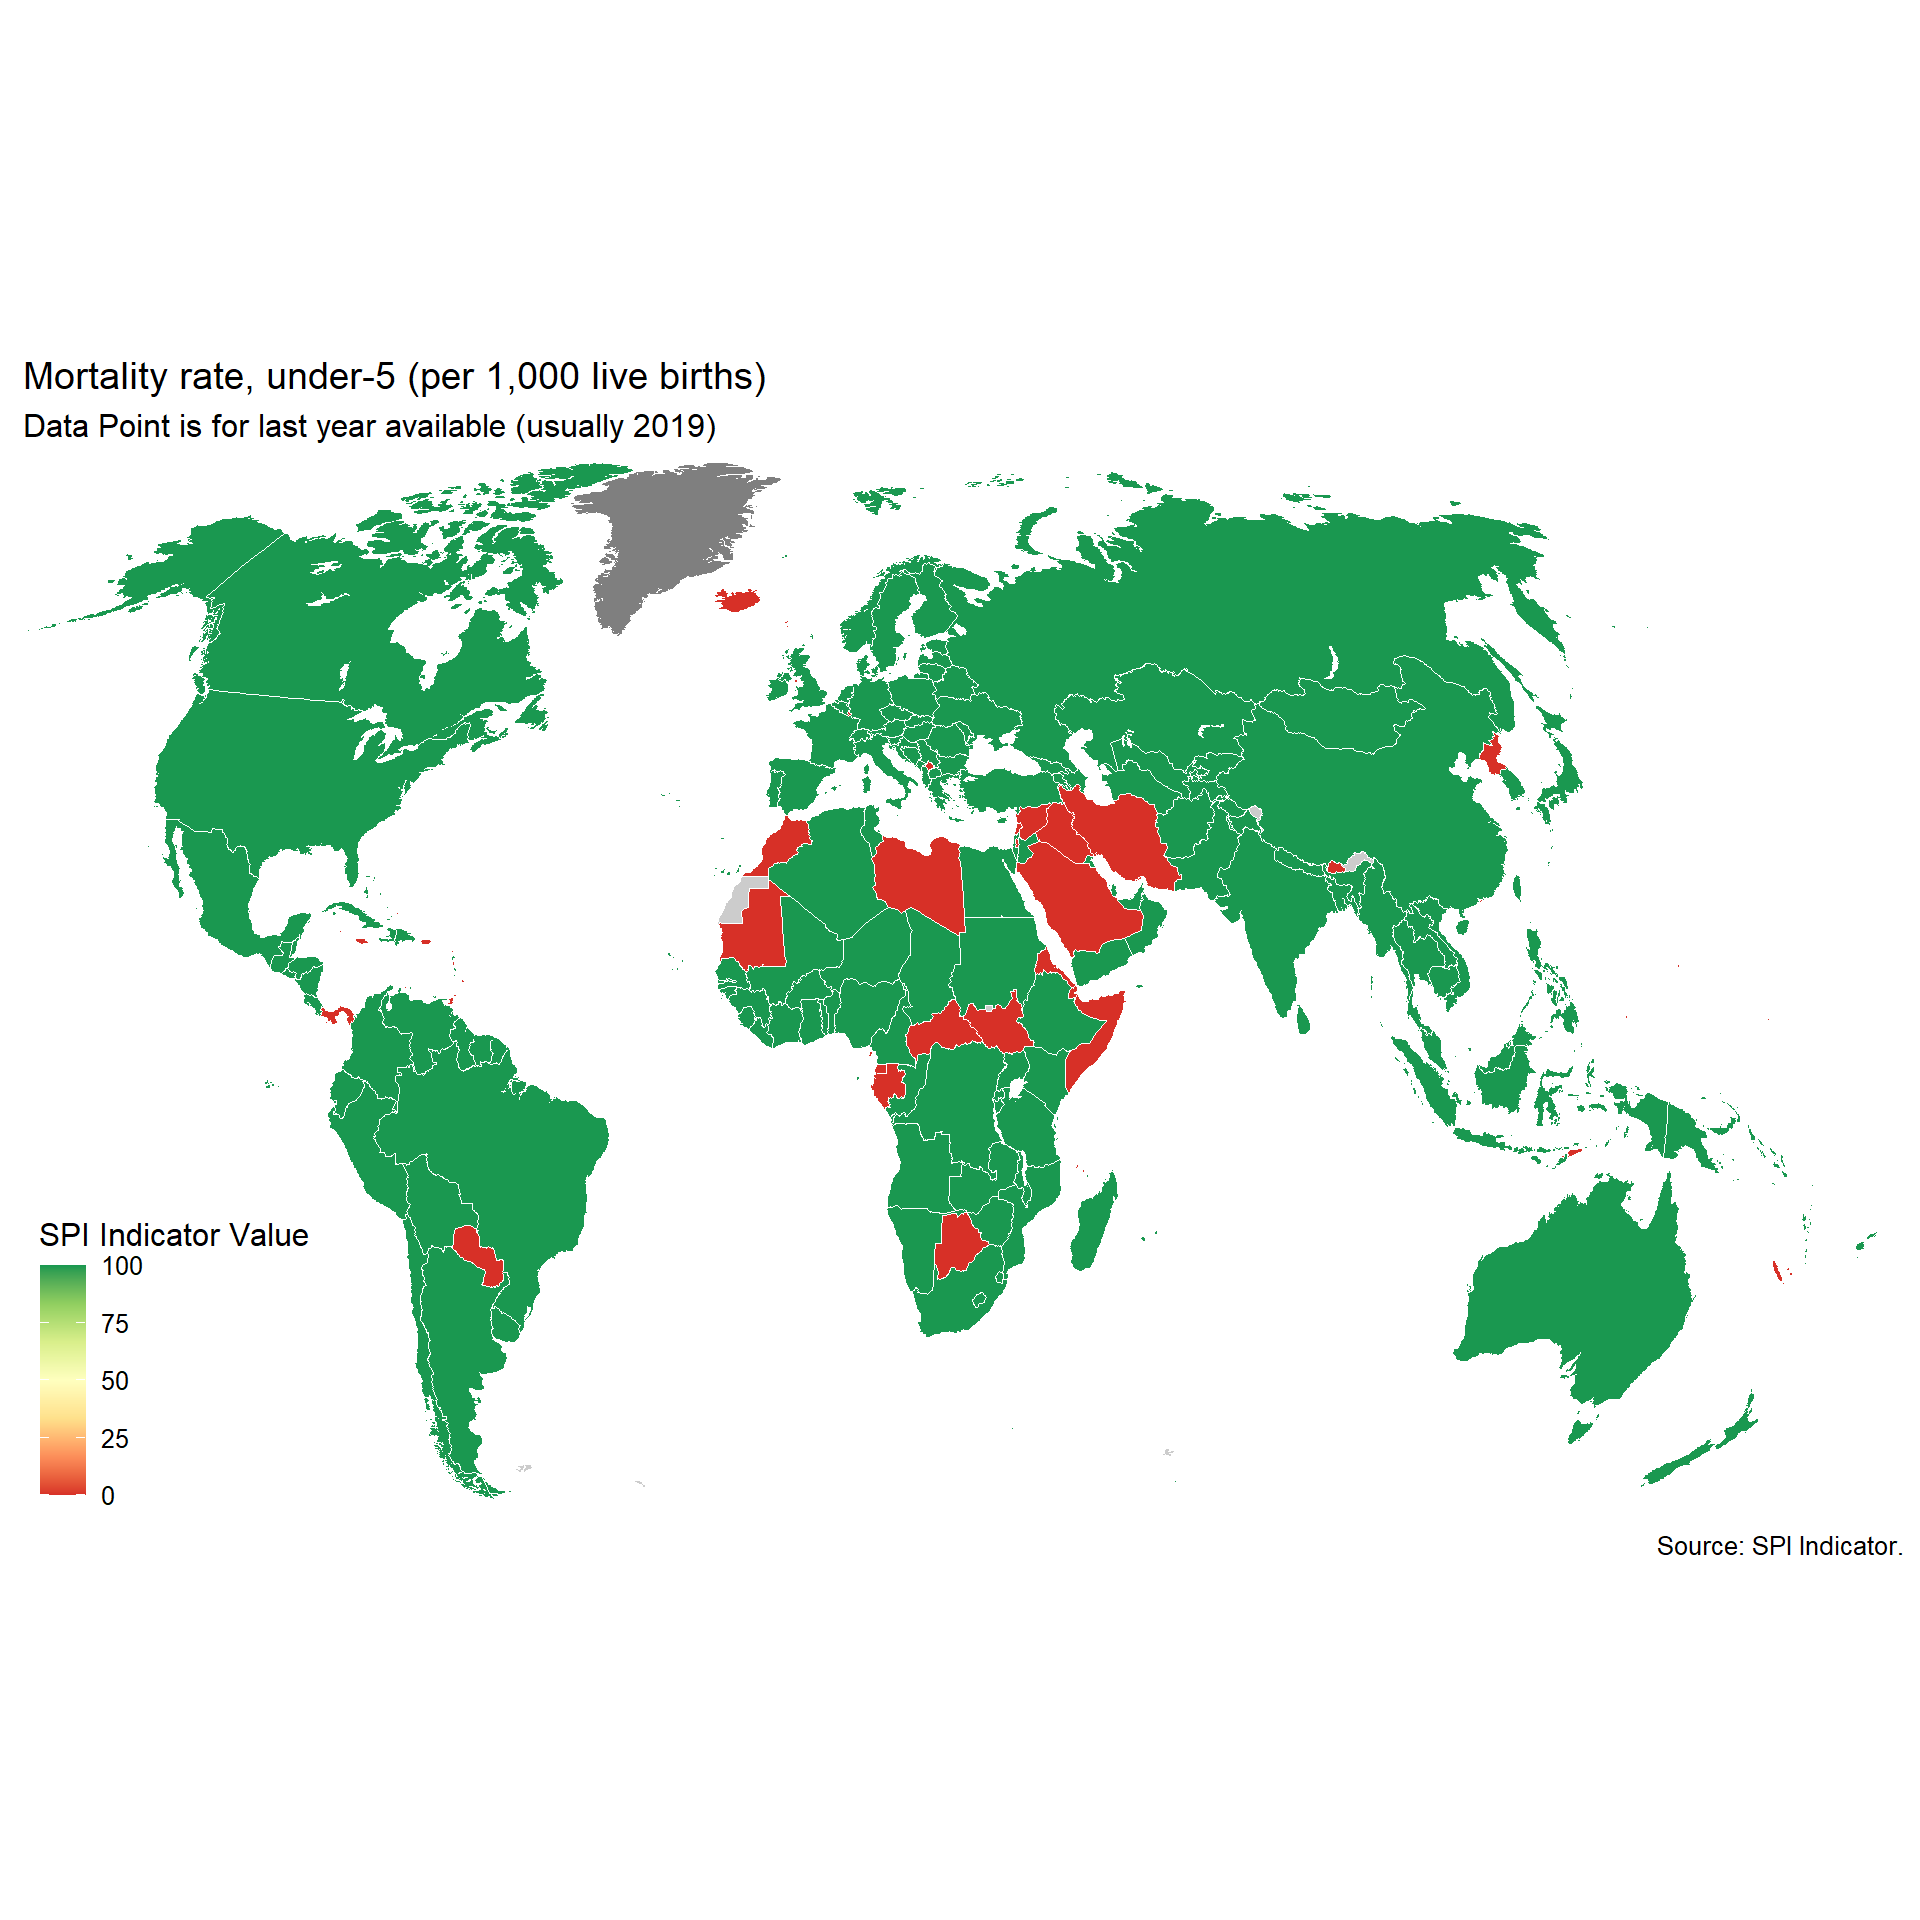 Mortality rate, under-5 (per 1,000 live births)
Data Point is for last year available (usually 2019)
SPI Indicator Value
100
75
50
25
0
Source: SPI Indicator.